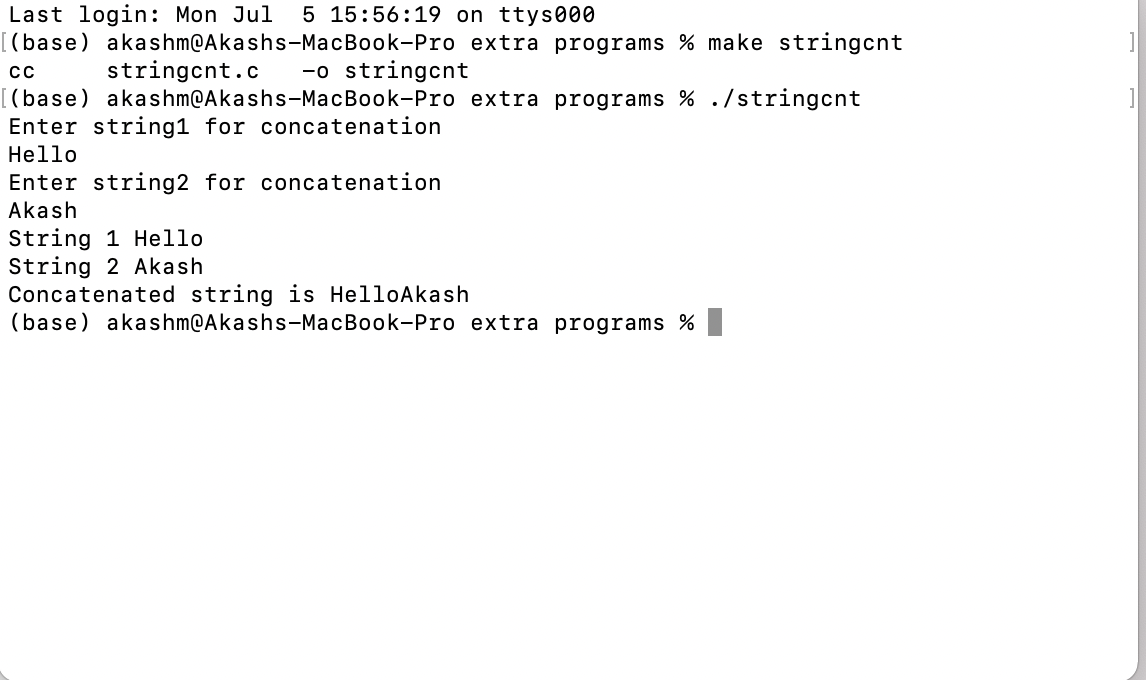 Last login: Mon Jul  5 15:56:19 on ttys000
[(base) akashm@Akashs-MacBook-Pro extra programs % make stringcnt ]
cc     stringcnt.c   -o stringcnt
[(base) akashm@Akashs-MacBook-Pro extra programs % ./stringcnt ]
Enter string1 for concatenation
Hello
Enter string2 for concatenation
Akash
String 1 Hello
String 2 Akash
Concatenated string is HelloAkash
(base) akashm@Akashs-MacBook-Pro extra programs %